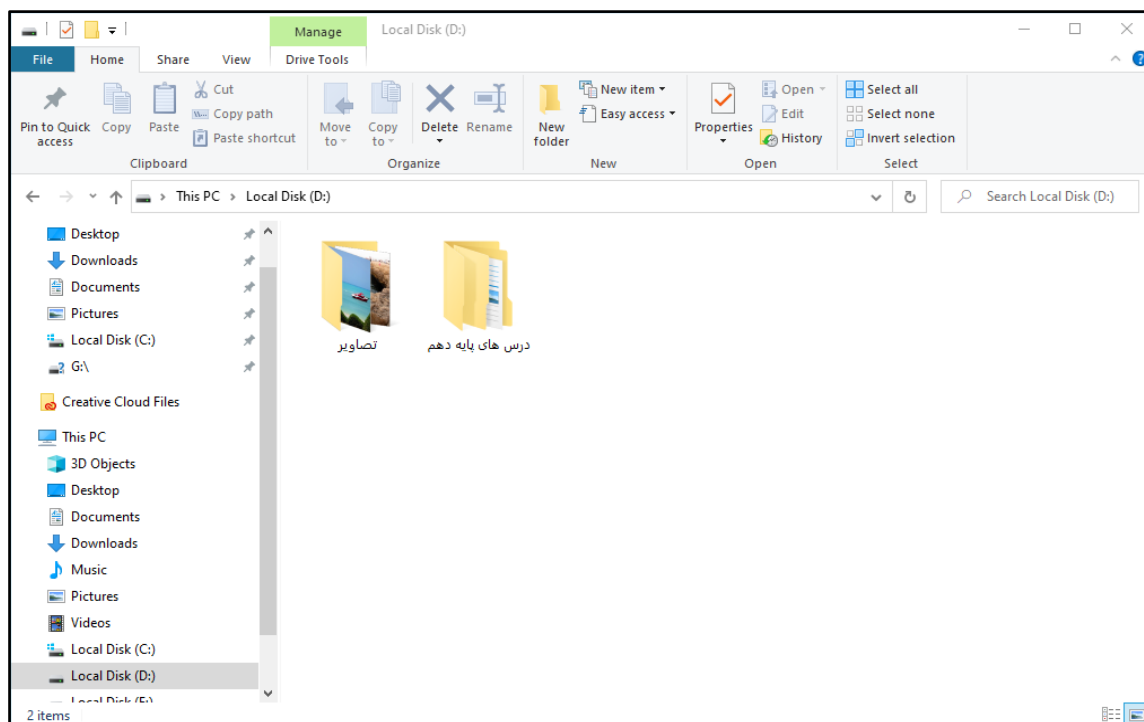 Manage
Local Disk (D:)
File
Home
Share
View
Drive Tools
?
Pin to Quick access
Copy
Paste
Cut
Copy path
Paste shortcut
Clipboard
Move to
Copy to
Delete
Rename
Organize
New folder
New item
Easy access
New
Properties
Open
Edit
History
Open
Select all
Select none
Invert selection
Select
This PC > Local Disk (D:)
Search Local Disk (D:)
Desktop
Downloads
Documents
Pictures
Local Disk (C:)
G:\
Creative Cloud Files
This PC
3D Objects
Desktop
Documents
Downloads
Music
Pictures
Videos
Local Disk (C:)
Local Disk (D:)
تصاویر
درس های پایه دهم
2 items